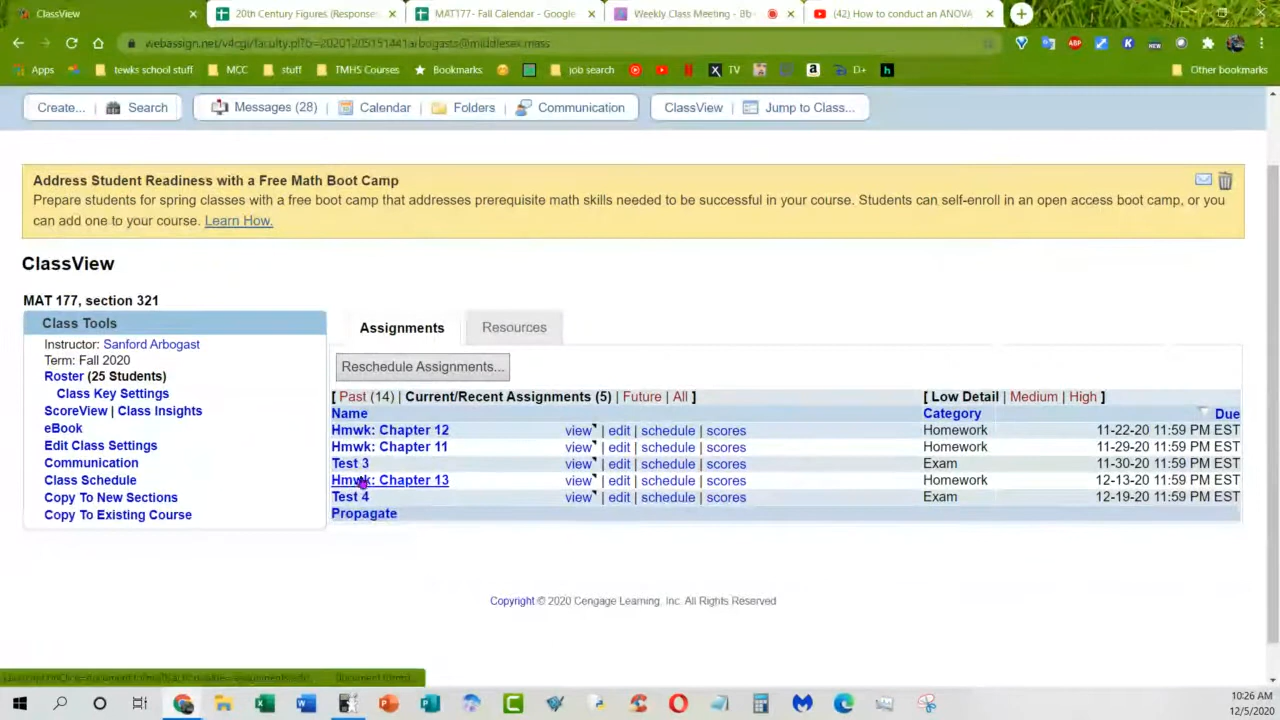 ClassView
20th Century Figures (Response
MAT177- Fall Calendar - Google
Weekly Class Meeting - Bb
(42) How to conduct an ANOVA
webassign.net/v4cgi/faculty.pl?b=20201205151441arbogasts@middlesex.mass
Apps
tewks school stuff
MCC
stuff
TMHS Courses
Bookmarks
job search
TV
D+
Other bookmarks
Create... | Search
Messages (28) | Calendar | Folders | Communication
ClassView | Jump to Class...
Address Student Readiness with a Free Math Boot Camp
Prepare students for spring classes with a free boot camp that addresses prerequisite math skills needed to be successful in your course. Students can self-enroll in an open access boot camp, or you
can add one to your course. Learn How.
ClassView
MAT 177, section 321
Class Tools
Instructor: Sanford Arbogast
Term: Fall 2020
Roster (25 Students)
Class Key Settings
ScoreView | Class Insights
eBook
Edit Class Settings
Communication
Class Schedule
Copy To New Sections
Copy To Existing Course
Assignments
Resources
Reschedule Assignments...
[ Past (14) | Current/Recent Assignments (5) | Future | All ] [ Low Detail | Medium | High ]
Name Category Due
Hmwk: Chapter 12 view | edit | schedule | scores Homework 11-22-20 11:59 PM EST
Hmwk: Chapter 11 view | edit | schedule | scores Homework 11-29-20 11:59 PM EST
Test 3 view | edit | schedule | scores Exam 11-30-20 11:59 PM EST
Hmwk: Chapter 13 view | edit | schedule | scores Homework 12-13-20 11:59 PM EST
Test 4 view | edit | schedule | scores Exam 12-19-20 11:59 PM EST
Propagate
Copyright © 2020 Cengage Learning, Inc. All Rights Reserved
10:26 AM
12/5/2020